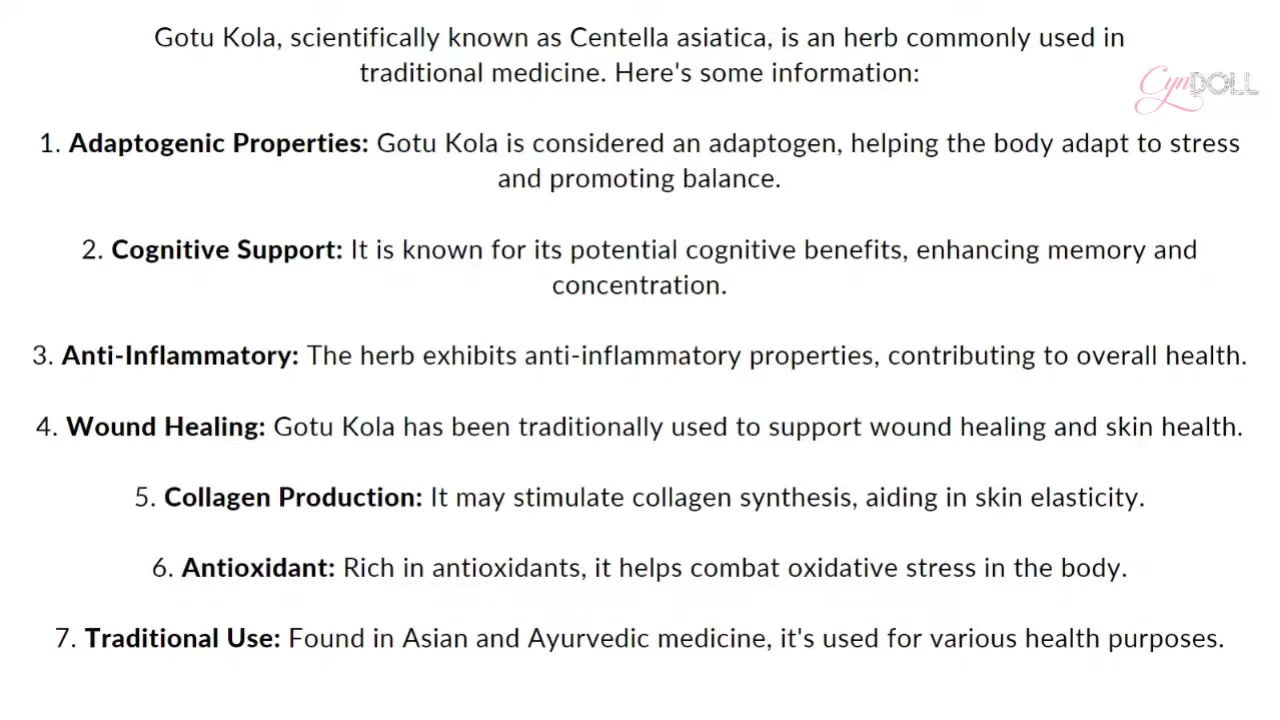 Gotu Kola, scientifically known as Centella asiatica, is an herb commonly used in
traditional medicine. Here's some information:
CynDOLL
1. Adaptogenic Properties: Gotu Kola is considered an adaptogen, helping the body adapt to stress
and promoting balance.
2. Cognitive Support: It is known for its potential cognitive benefits, enhancing memory and
concentration.
3. Anti-Inflammatory: The herb exhibits anti-inflammatory properties, contributing to overall health.
4. Wound Healing: Gotu Kola has been traditionally used to support wound healing and skin health.
5. Collagen Production: It may stimulate collagen synthesis, aiding in skin elasticity.
6. Antioxidant: Rich in antioxidants, it helps combat oxidative stress in the body.
7. Traditional Use: Found in Asian and Ayurvedic medicine, it's used for various health purposes.